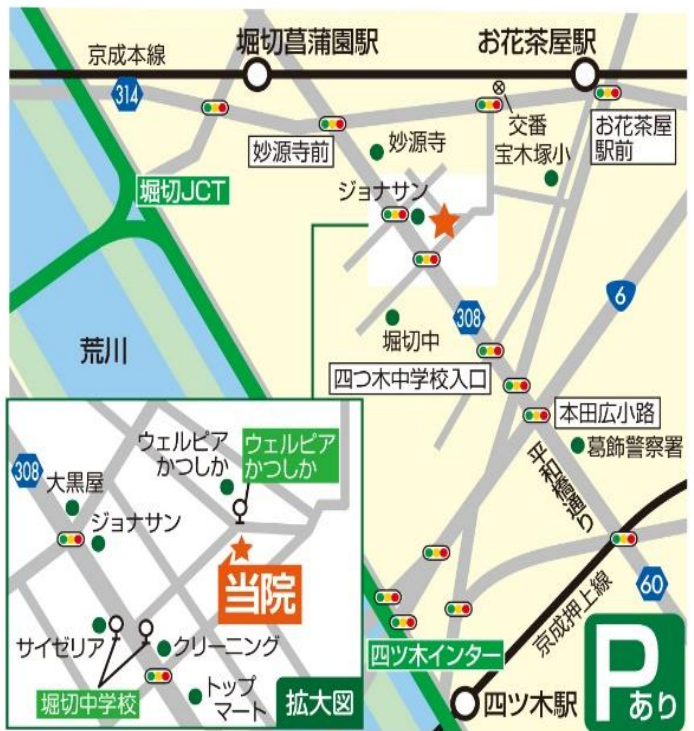 京成本線
堀切菖蒲園駅
お花茶屋駅
314
交番
お花茶屋
駅前
妙源寺前
妙源寺
宝木塚小
堀切JCT
ジョナサン
6
308
堀切中
荒川
四つ木中学校入口
本田広小路
葛飾警察署
平和橋通り
ウェルピア
かつしか
ウェルピア
かつしか
308
大黒屋
ジョナサン
当院
サイゼリア
クリーニング
堀切中学校
トップ
マート
拡大図
60
京成押上線
四ツ木インター
四ツ木駅
P
あり